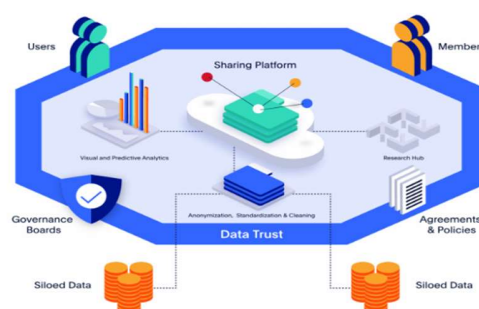 Users
Member
Sharing Platform
Visual and Predictive Analytics
Research Hub
Governance
Boards
Anonymization, Standardization & Cleaning
Agreements
& Policies
Data Trust
Siloed Data
Siloed Data